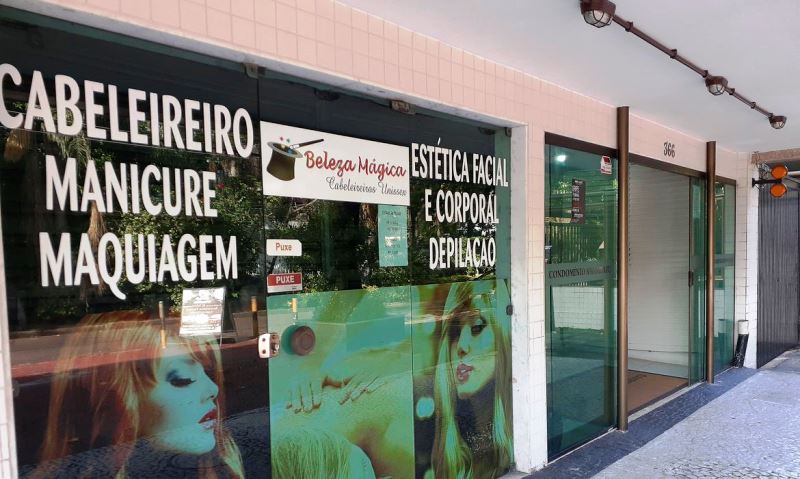 CABELEIREIRO
MANICURE
MAQUIAGEM
Beleza Mágica
Cabeleireiros Unissex
Puxe
PUXE
ESTÉTICA FACIAL
E CORPORAL
DEPILAÇÃO
366
CONDOMÍNIO